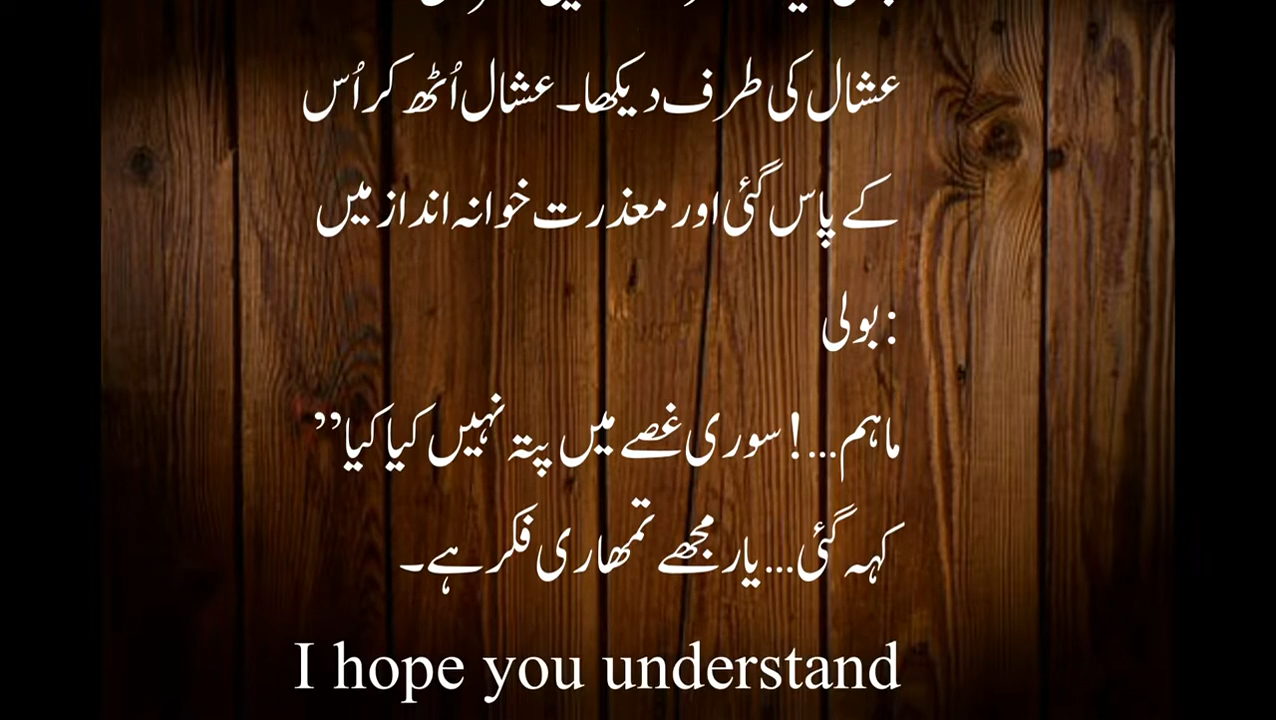 عشال کی طرف دیکھا۔ عشال اُٹھ کر اُس
کے پاس گئی اور معذرت خوانہ انداز میں
: بولی
ماہم...! سوری غصے میں پتہ نہیں کیا کیا”
کہہ گئی... یار مجھے تمھاری فکر ہے۔
I hope you understand